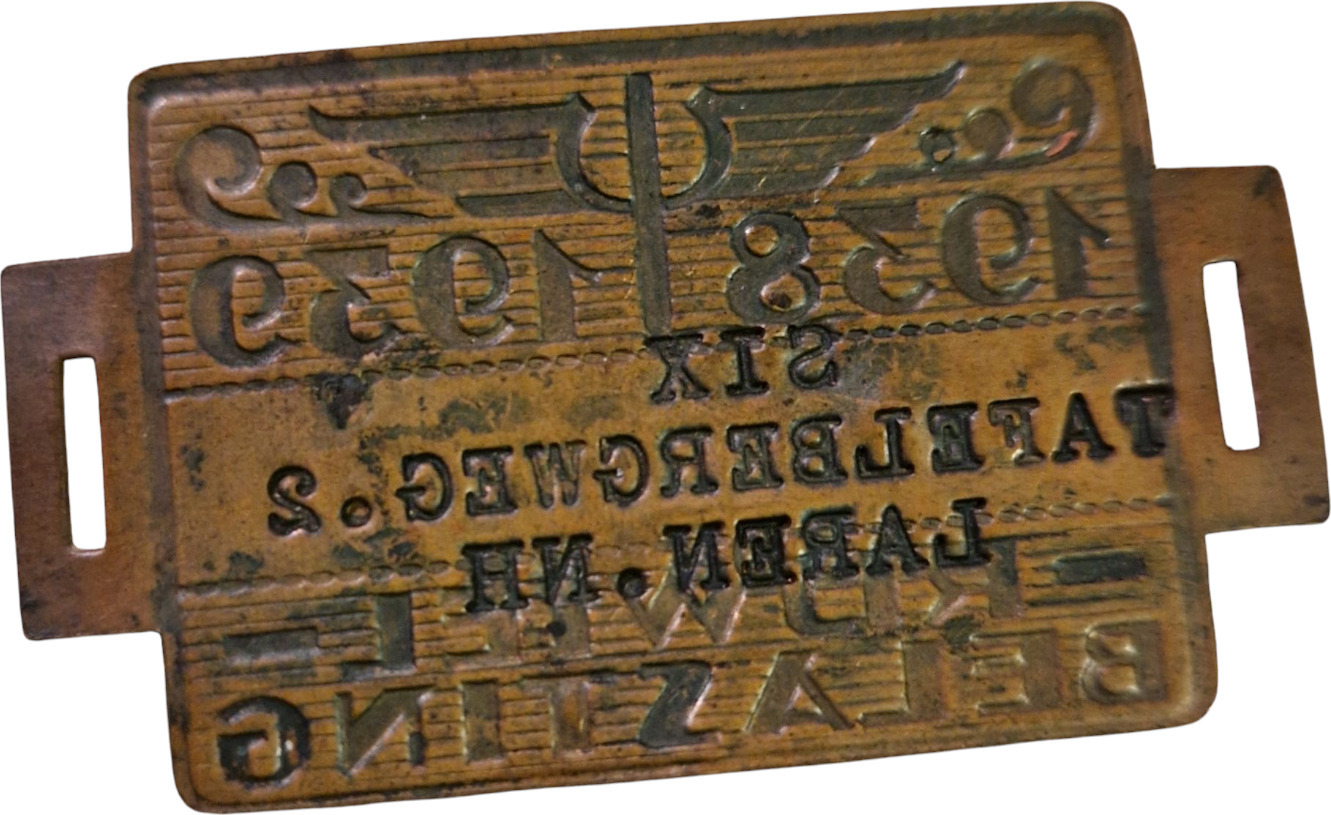 1938 1939
SIX
TAFELBERGWEG.2
LAREN.NH
RIJWIEL
BELASTING